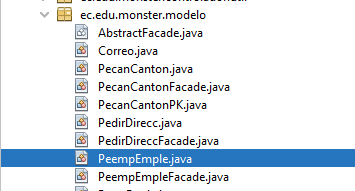 ec.edu.monster.modelo
AbstractFacade.java
Correo.java
PecanCanton.java
PecanCantonFacade.java
PecanCantonPK.java
PedirDirecc.java
PedirDireccFacade.java
PeempEmple.java
PeempEmpleFacade.java